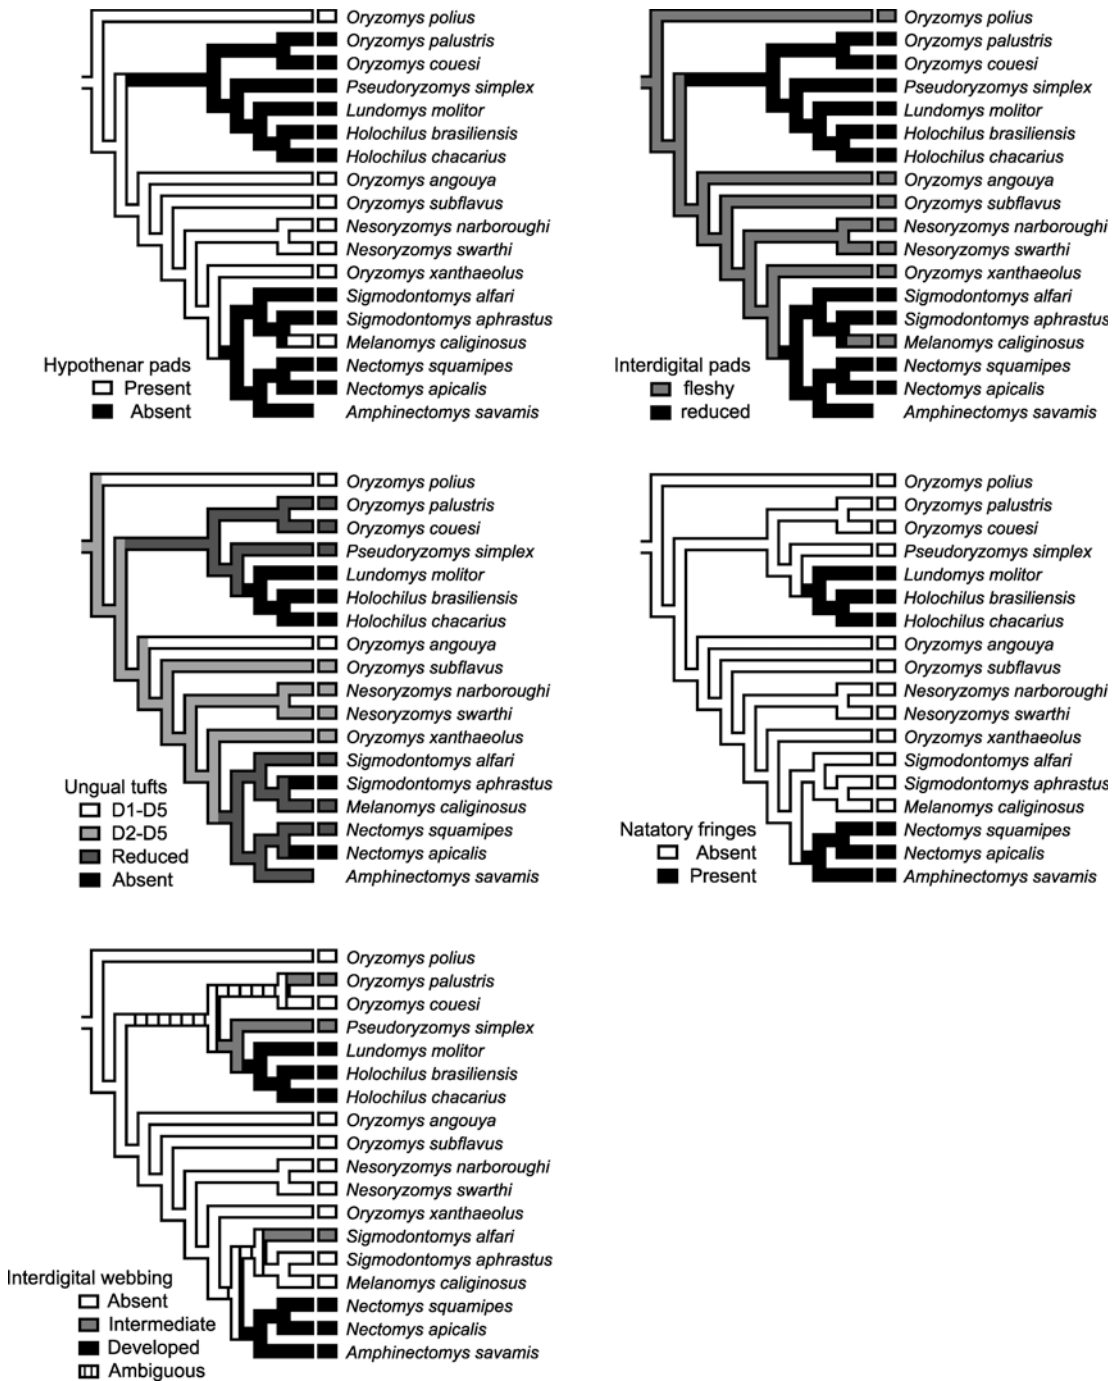 Oryzomys polius
Oryzomys palustris
Oryzomys couesi
Pseudoryzomys simplex
Lundomys molitor
Holochilus brasiliensis
Holochilus chacarius
Oryzomys angouya
Oryzomys subflavus
Nesoryzomys narboroughi
Nesoryzomys swarthi
Oryzomys xanthaeolus
Sigmodontomys alfari
Sigmodontomys aphrastus
Melanomys caliginosus
Nectomys squamipes
Nectomys apicalis
Amphinectomys savamis
Hypothenar pads
Present
Absent
Oryzomys polius
Oryzomys palustris
Oryzomys couesi
Pseudoryzomys simplex
Lundomys molitor
Holochilus brasiliensis
Holochilus chacarius
Oryzomys angouya
Oryzomys subflavus
Nesoryzomys narboroughi
Nesoryzomys swarthi
Oryzomys xanthaeolus
Sigmodontomys alfari
Sigmodontomys aphrastus
Melanomys caliginosus
Nectomys squamipes
Nectomys apicalis
Amphinectomys savamis
Interdigital pads
fleshy
reduced
Oryzomys polius
Oryzomys palustris
Oryzomys couesi
Pseudoryzomys simplex
Lundomys molitor
Holochilus brasiliensis
Holochilus chacarius
Oryzomys angouya
Oryzomys subflavus
Nesoryzomys narboroughi
Nesoryzomys swarthi
Oryzomys xanthaeolus
Sigmodontomys alfari
Sigmodontomys aphrastus
Melanomys caliginosus
Nectomys squamipes
Nectomys apicalis
Amphinectomys savamis
Ungual tufts
D1-D5
D2-D5
Reduced
Absent
Oryzomys polius
Oryzomys palustris
Oryzomys couesi
Pseudoryzomys simplex
Lundomys molitor
Holochilus brasiliensis
Holochilus chacarius
Oryzomys angouya
Oryzomys subflavus
Nesoryzomys narboroughi
Nesoryzomys swarthi
Oryzomys xanthaeolus
Sigmodontomys alfari
Sigmodontomys aphrastus
Melanomys caliginosus
Nectomys squamipes
Nectomys apicalis
Amphinectomys savamis
Natatory fringes
Absent
Present
Oryzomys polius
Oryzomys palustris
Oryzomys couesi
Pseudoryzomys simplex
Lundomys molitor
Holochilus brasiliensis
Holochilus chacarius
Oryzomys angouya
Oryzomys subflavus
Nesoryzomys narboroughi
Nesoryzomys swarthi
Oryzomys xanthaeolus
Sigmodontomys alfari
Sigmodontomys aphrastus
Melanomys caliginosus
Nectomys squamipes
Nectomys apicalis
Amphinectomys savamis
Interdigital webbing
Absent
Intermediate
Developed
Ambiguous